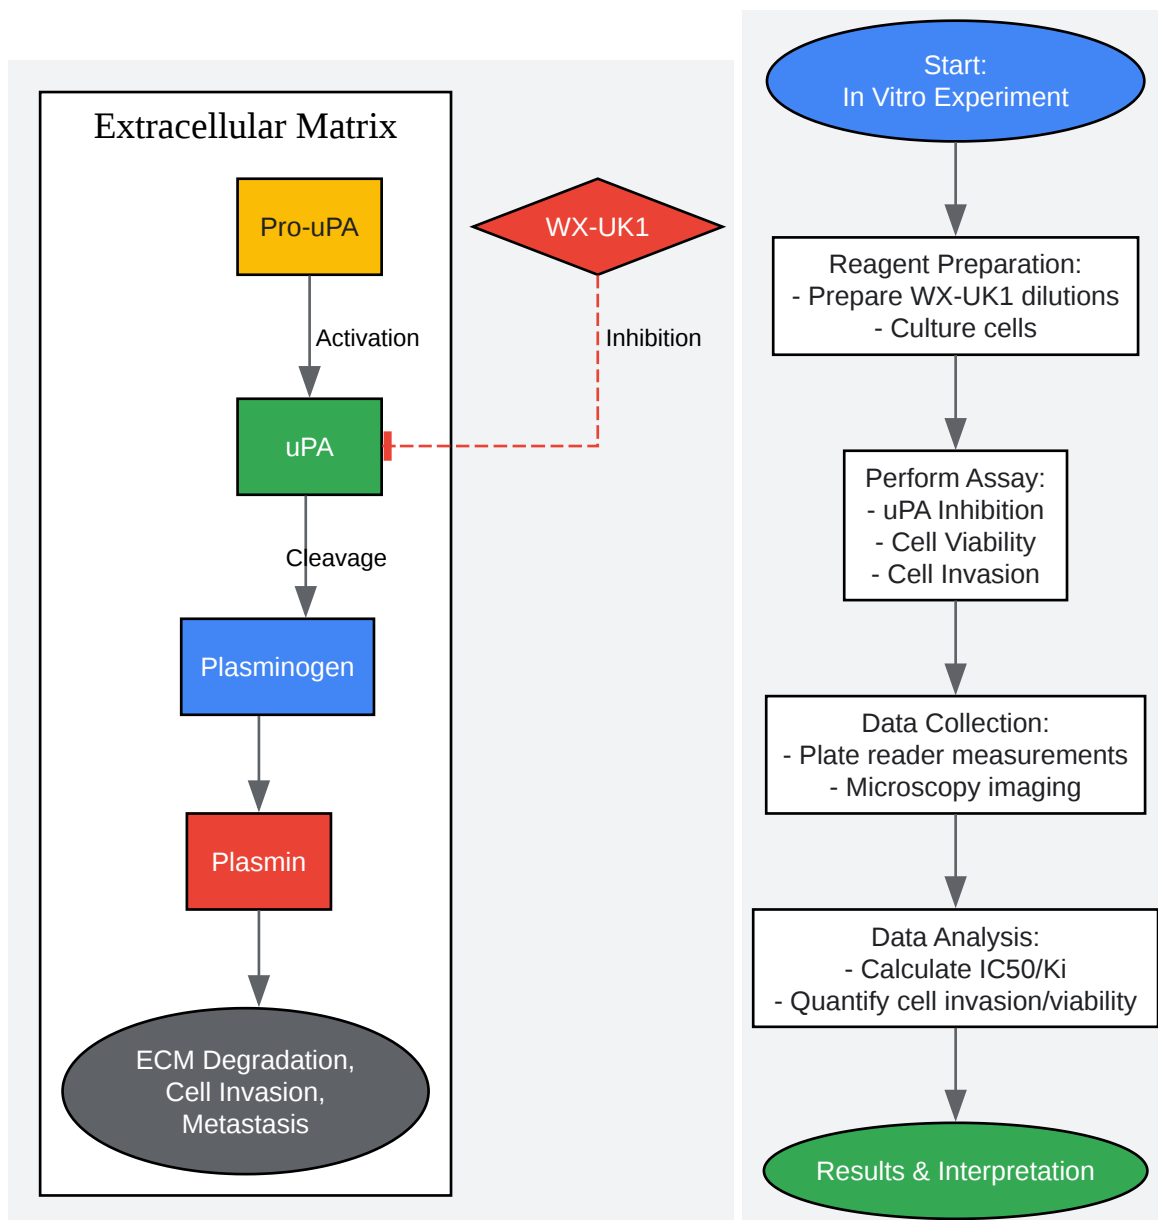 Extracellular Matrix
Pro-uPA
WX-UK1
Activation
Inhibition
uPA
Cleavage
Plasminogen
Plasmin
ECM Degradation,
Cell Invasion,
Metastasis
Start:
In Vitro Experiment
Reagent Preparation:
- Prepare WX-UK1 dilutions
- Culture cells
Perform Assay:
- uPA Inhibition
- Cell Viability
- Cell Invasion
Data Collection:
- Plate reader measurements
- Microscopy imaging
Data Analysis:
- Calculate IC50/Ki
- Quantify cell invasion/viability
Results & Interpretation